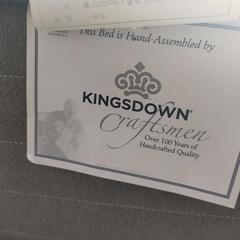 This Bed is Hand-Assembled by
KINGSDOWN
Craftsmen
Over 100 Years of
Handcrafted Quality